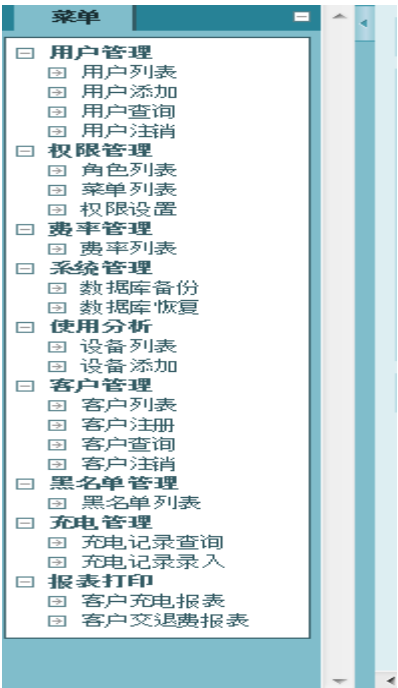 菜单
用户管理
用户列表
用户添加
用户查询
用户注销
权限管理
角色列表
菜单列表
权限设置
费率管理
费率列表
系统管理
数据库备份
数据库恢复
使用分析
设备列表
设备添加
客户管理
客户列表
客户注册
客户查询
客户注销
黑名单管理
黑名单列表
充电管理
充电记录查询
充电记录录入
报表打印
客户充电报表
客户交退费报表